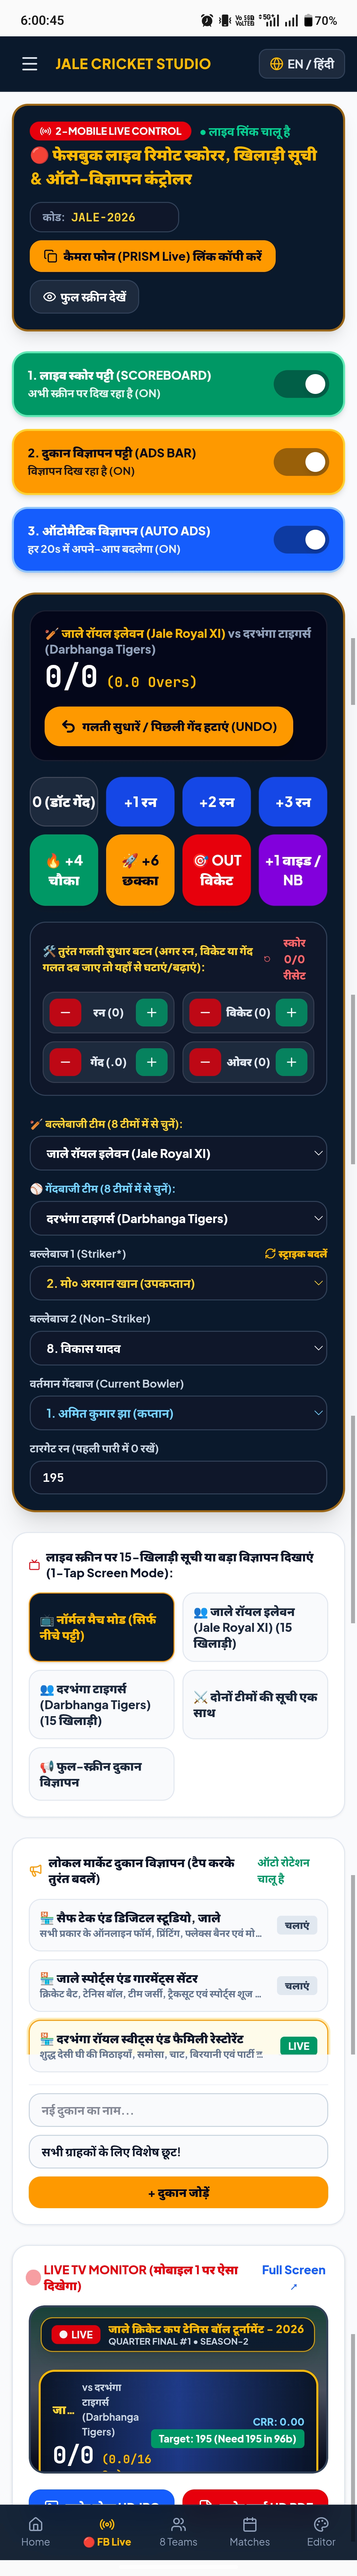 6:00:45
Vo 5G VoLTE 5G 70%
JALE CRICKET STUDIO
EN / हिंदी
2-MOBILE LIVE CONTROL
● लाइव सिंक चालू है
🔴 फेसबुक लाइव रिमोट स्कोरर, खिलाड़ी सूची
& ऑटो-विज्ञापन कंट्रोलर
कोड: JALE-2026
कैमरा फोन (PRISM Live) लिंक कॉपी करें
फुल स्क्रीन देखें
1. लाइव स्कोर पट्टी (SCOREBOARD)
अभी स्क्रीन पर दिख रहा है (ON)
2. दुकान विज्ञापन पट्टी (ADS BAR)
विज्ञापन दिख रहा है (ON)
3. ऑटोमैटिक विज्ञापन (AUTO ADS)
हर 20s में अपने-आप बदलेगा (ON)
🏏 जाले रॉयल इलेवन (Jale Royal XI) vs दरभंगा टाइगर्स
(Darbhanga Tigers)
0/0 (0.0 Overs)
गलती सुधारें / पिछली गेंद हटाएं (UNDO)
0 (डॉट गेंद)
+1 रन
+2 रन
+3 रन
🔥 +4
चौका
🚀 +6
छक्का
🎯 OUT
विकेट
+1 वाइड /
NB
🛠️ तुरंत गलती सुधार बटन (अगर रन, विकेट या गेंद
गलत दब जाए तो यहाँ से घटाएं/बढ़ाएं):
स्कोर
0/0
रीसेट
− रन (0) +
− विकेट (0) +
− गेंद (.0) +
− ओवर (0) +
🏏 बल्लेबाजी टीम (8 टीमों में से चुनें):
जाले रॉयल इलेवन (Jale Royal XI)
⚾ गेंदबाजी टीम (8 टीमों में से चुनें):
दरभंगा टाइगर्स (Darbhanga Tigers)
बल्लेबाज 1 (Striker*)
स्ट्राइक बदलें
2. मो० अरमान खान (उपकप्तान)
बल्लेबाज 2 (Non-Striker)
8. विकास यादव
वर्तमान गेंदबाज (Current Bowler)
1. अमित कुमार झा (कप्तान)
टारगेट रन (पहली पारी में 0 रखें)
195
लाइव स्क्रीन पर 15-खिलाड़ी सूची या बड़ा विज्ञापन दिखाएं
(1-Tap Screen Mode):
📺 नॉर्मल मैच मोड (सिर्फ
नीचे पट्टी)
👥 जाले रॉयल इलेवन
(Jale Royal XI) (15
खिलाड़ी)
👥 दरभंगा टाइगर्स
(Darbhanga Tigers)
(15 खिलाड़ी)
⚔️ दोनों टीमों की सूची एक
साथ
📢 फुल-स्क्रीन दुकान
विज्ञापन
लोकल मार्केट दुकान विज्ञापन (टैप करके
तुरंत बदलें)
ऑटो रोटेशन
चालू है
🏪 सैफ टेक एंड डिजिटल स्टूडियो, जाले
सभी प्रकार के ऑनलाइन फॉर्म, प्रिंटिंग, फ्लेक्स बैनर एवं मो...
चलाएं
🏪 जाले स्पोर्ट्स एंड गारमेंट्स सेंटर
क्रिकेट बैट, टेनिस बॉल, टीम जर्सी, ट्रैकसूट एवं स्पोर्ट्स शूज ...
चलाएं
🏪 दरभंगा रॉयल स्वीट्स एंड फैमिली रेस्टोरेंट
शुद्ध देसी घी की मिठाइयाँ, समोसा, चाट, बिरयानी एवं पार्टी
LIVE
नई दुकान का नाम...
सभी ग्राहकों के लिए विशेष छूट!
+ दुकान जोड़ें
LIVE TV MONITOR (मोबाइल 1 पर ऐसा
दिखेगा)
Full Screen
↗
● LIVE
जाले क्रिकेट कप टेनिस बॉल टूर्नामेंट - 2026
QUARTER FINAL #1 • SEASON-2
जा...
vs दरभंगा
टाइगर्स
(Darbhanga
Tigers)
CRR: 0.00
Target: 195 (Need 195 in 96b)
0/0 (0.0/16
Home
🔴 FB Live
8 Teams
Matches
Editor